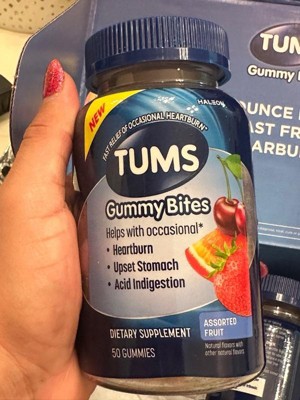 NEW
HALEON
FAST RELIEF OF OCCASIONAL HEARTBURN*
TUMS
Gummy Bites
Helps with occasional*
• Heartburn
• Upset Stomach
• Acid Indigestion
DIETARY SUPPLEMENT
50 GUMMIES
ASSORTED
FRUIT
Natural flavors with
other natural flavors
TUM
Gummy B
OUNCE
AST FR
ARBU